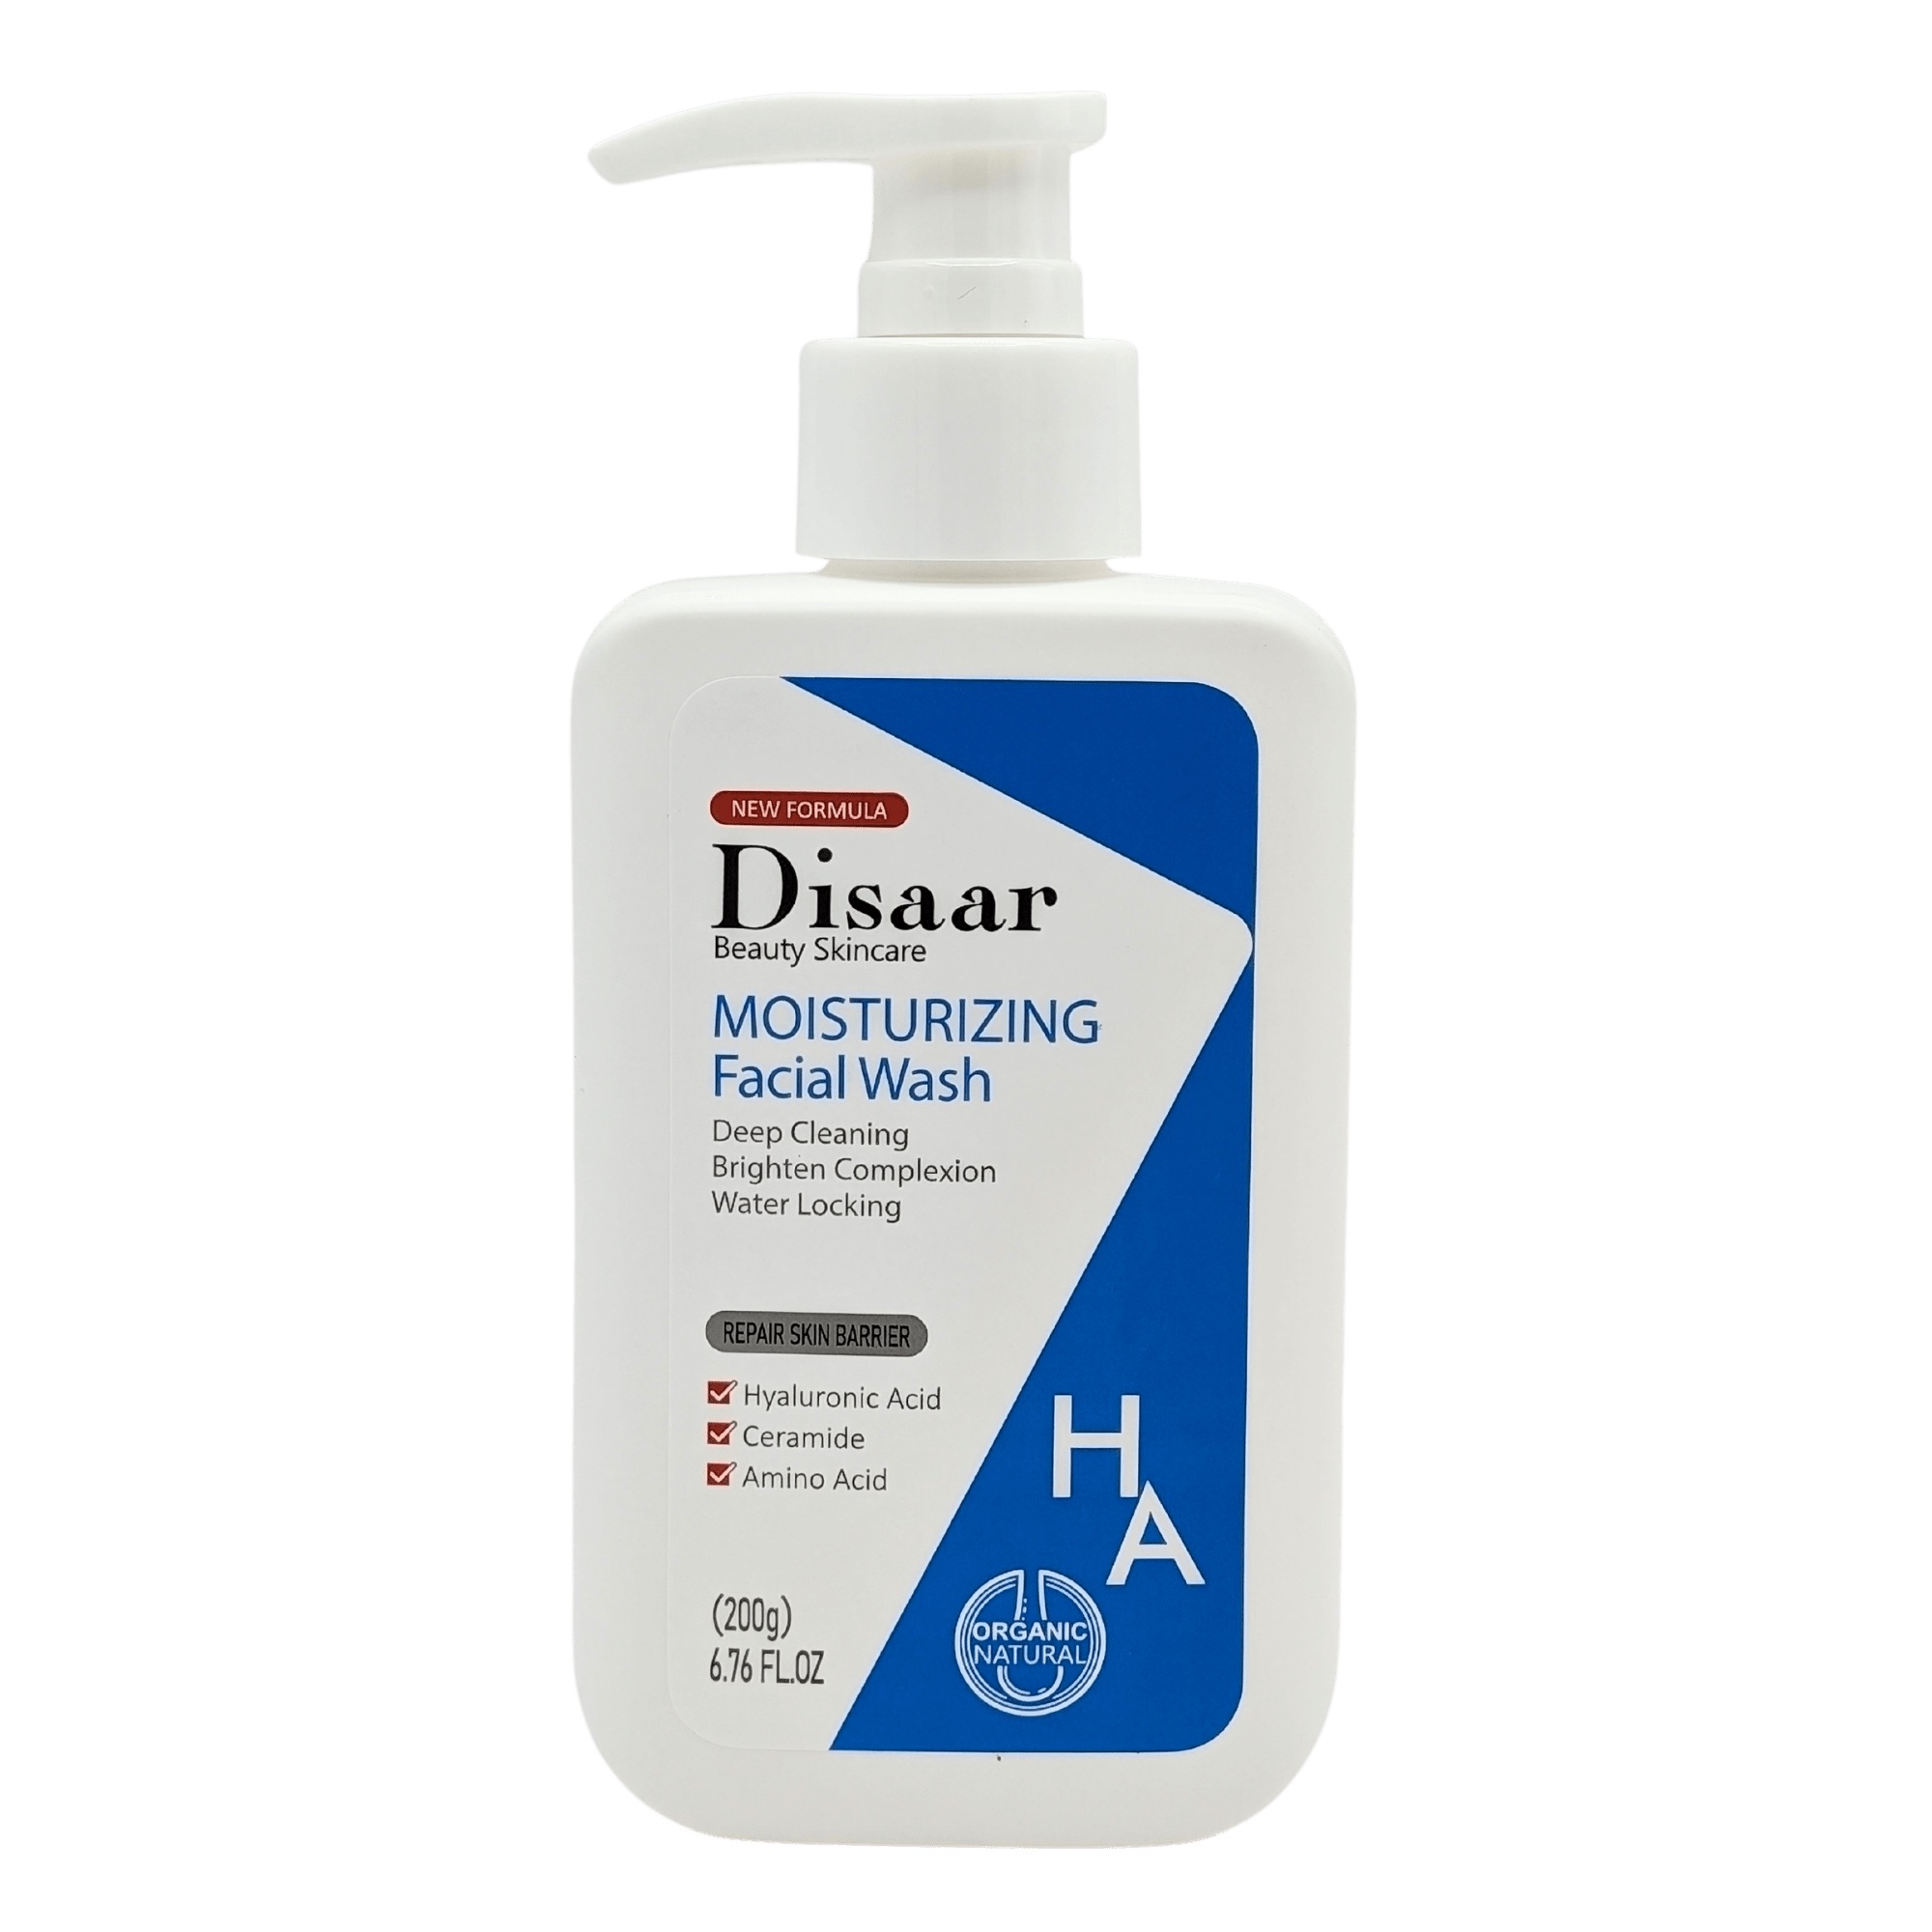 NEW FORMULA
Disaar
Beauty Skincare
MOISTURIZING
Facial Wash
Deep Cleaning
Brighten Complexion
Water Locking
REPAIR SKIN BARRIER
Hyaluronic Acid
Ceramide
Amino Acid
H
A
(200g)
6.76 FL.OZ
ORGANIC
NATURAL